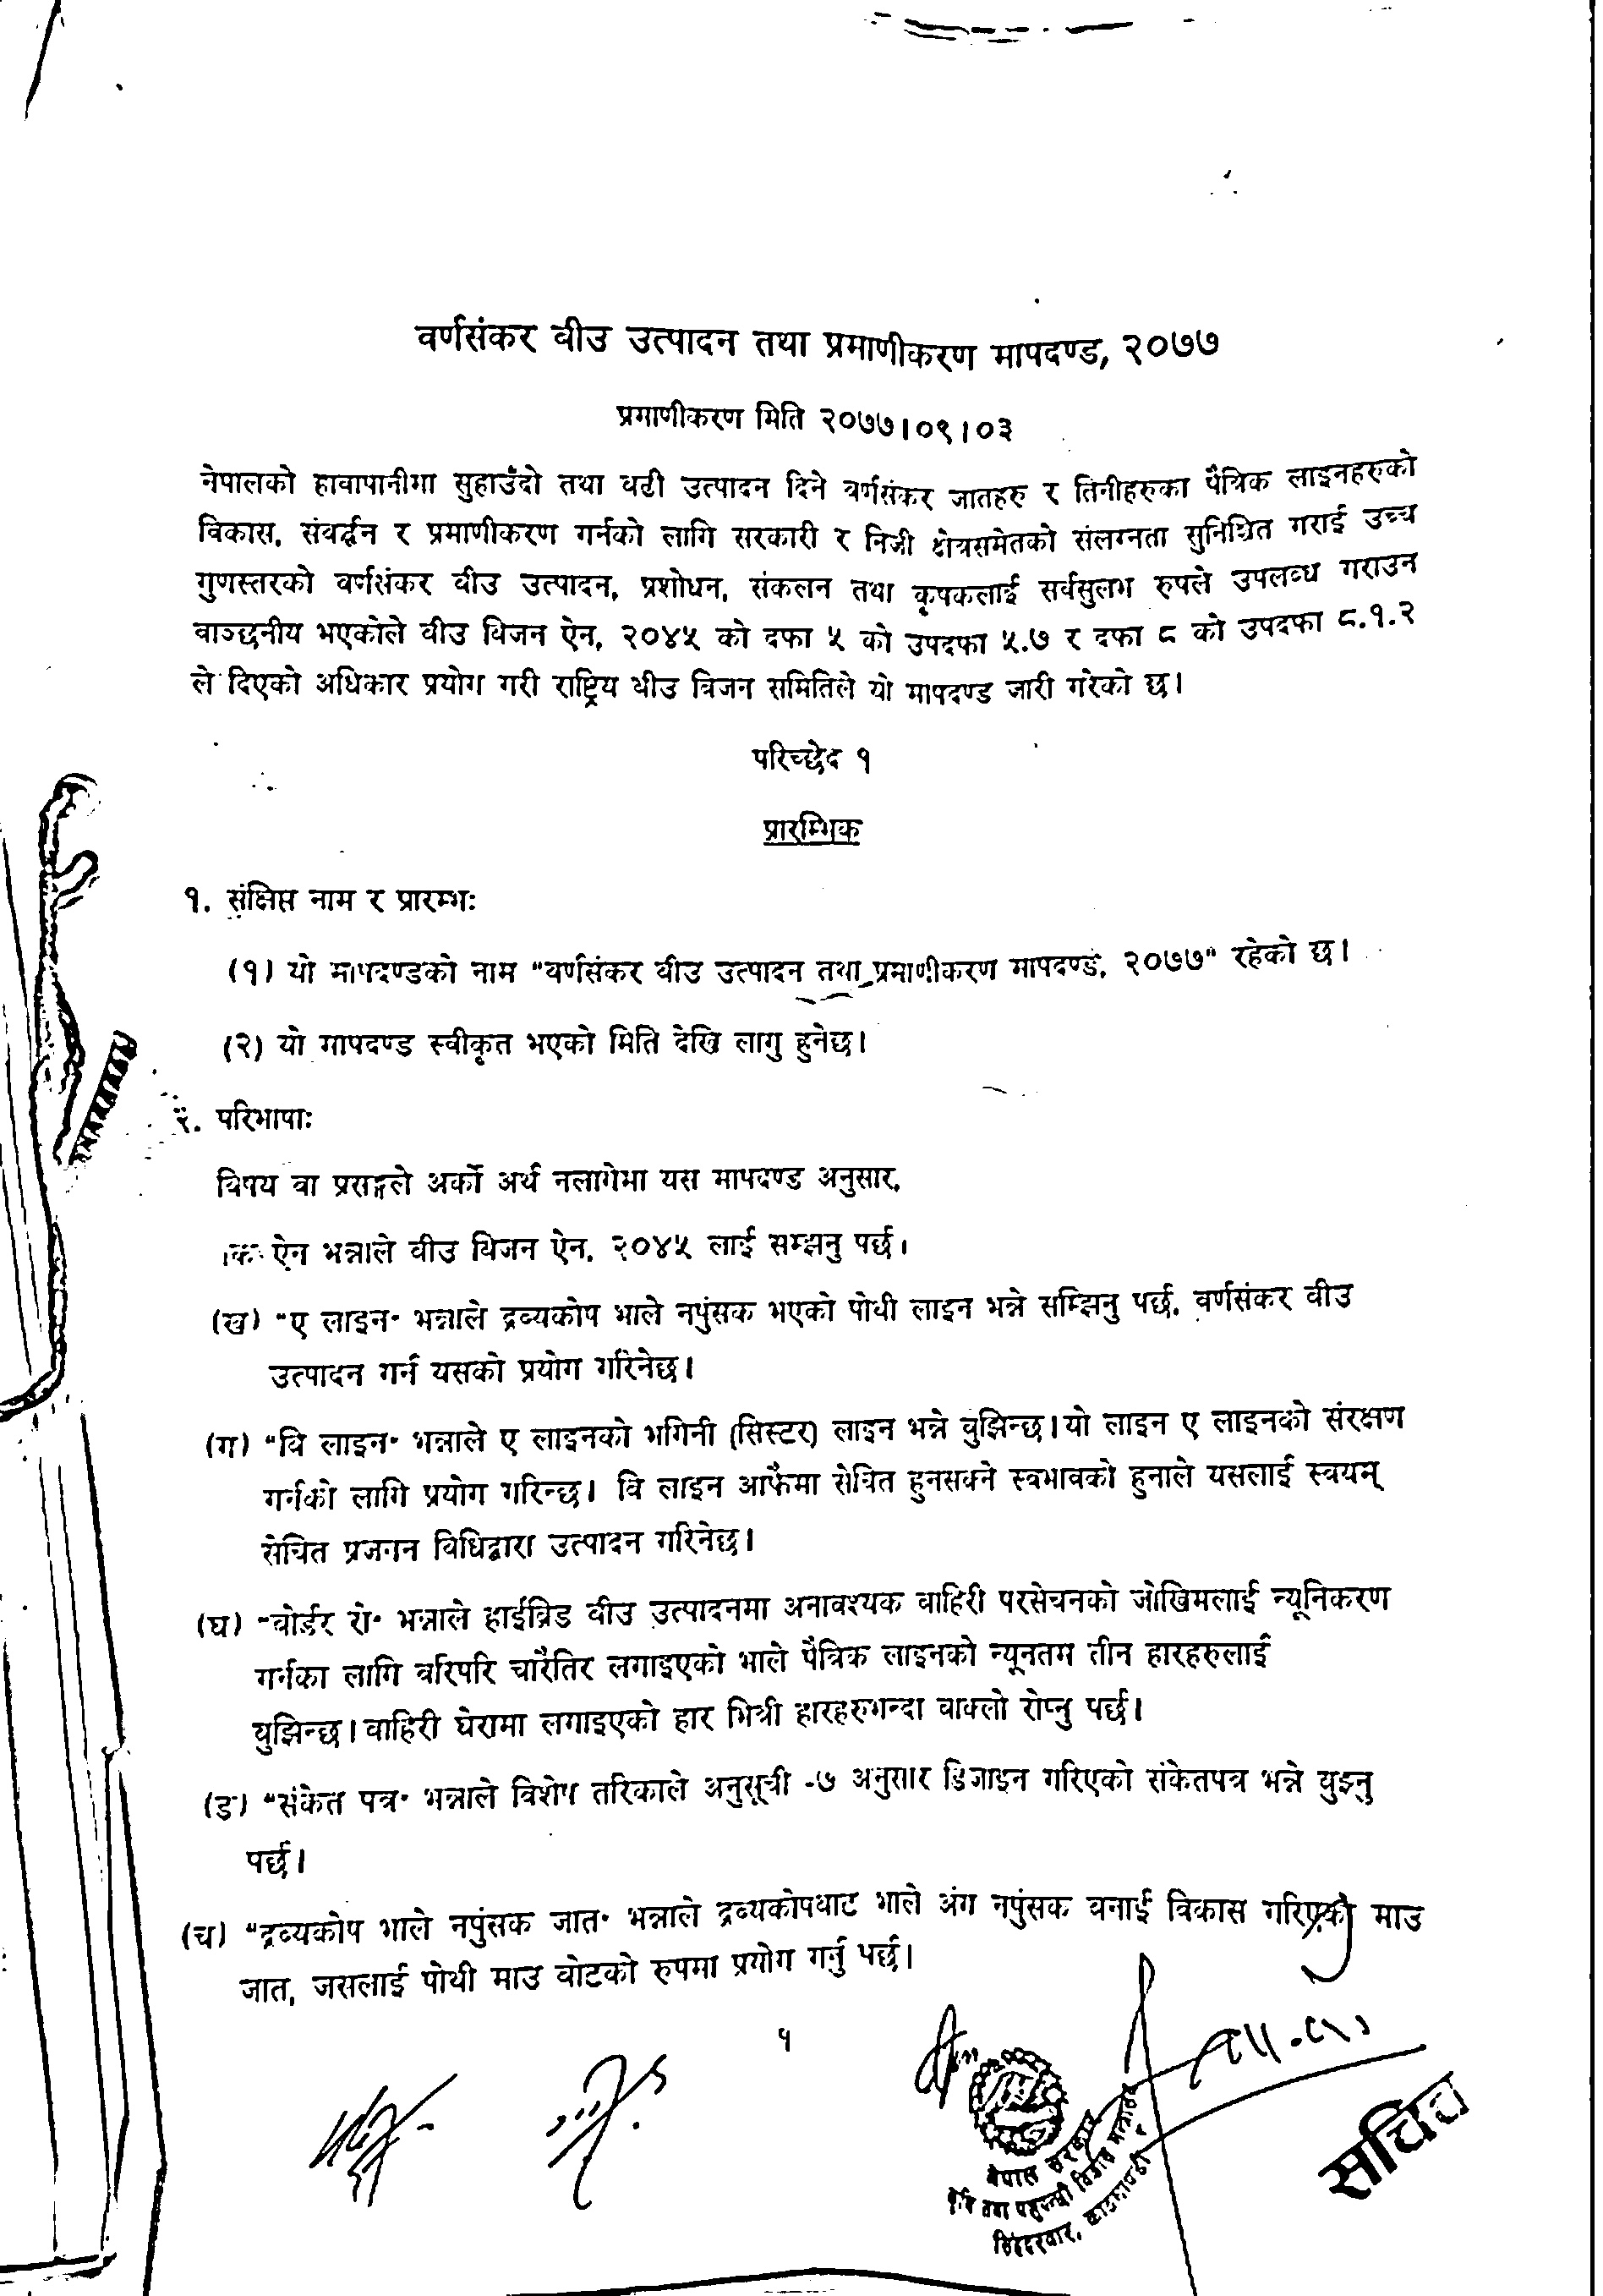 वर्णसंकर वीउ उत्पादन तथा प्रमाणीकरण मापदण्ड, २०७७
प्रमाणीकरण मिति २०७७।०९।०३
नेपालको हावापानीमा सुहाउँदो तथा बढी उत्पादन दिने वर्णसंकर जातहरु र तिनीहरुका पैत्रिक लाइनहरुको
विकास, संवर्द्धन र प्रमाणीकरण गर्नको लागि सरकारी र निजी क्षेत्रसमेतको संलग्नता सुनिश्चित गराई उच्च
गुणस्तरको वर्णसंकर वीउ उत्पादन, प्रशोधन, संकलन तथा कृषकलाई सर्वसुलभ रुपले उपलब्ध गराउन
वाञ्छनीय भएकोले वीउ विजन ऐन, २०४५ को दफा ५ को उपदफा ५.७ र दफा ८ को उपदफा ८.१.२
ले दिएको अधिकार प्रयोग गरी राष्ट्रिय वीउ विजन समितिले यो मापदण्ड जारी गरेको छ।
परिच्छेद १
प्रारम्भिक
१. संक्षिप्त नाम र प्रारम्भः
(१) यो मापदण्डको नाम "वर्णसंकर वीउ उत्पादन तथा प्रमाणीकरण मापदण्ड, २०७७" रहेको छ।
(२) यो मापदण्ड स्वीकृत भएको मिति देखि लागु हुनेछ।
२. परिभाषाः
विषय वा प्रसङ्गले अर्को अर्थ नलागेमा यस मापदण्ड अनुसार,
(क) ऐन भन्नाले वीउ विजन ऐन, २०४५ लाई सम्झनु पर्छ।
(ख) "ए लाइन" भन्नाले द्रव्यकोष भाले नपुंसक भएको पोथी लाइन भन्ने सम्झिनु पर्छ, वर्णसंकर वीउ
उत्पादन गर्न यसको प्रयोग गरिनेछ।
(ग) "वि लाइन" भन्नाले ए लाइनको भगिनी (सिस्टर) लाइन भन्ने वुझिन्छ। यो लाइन ए लाइनको संरक्षण
गर्नको लागि प्रयोग गरिन्छ। वि लाइन आफैमा सेचित हुनसक्ने स्वभावको हुनाले यसलाई स्वयम्
सेचित प्रजनन विधिद्वारा उत्पादन गरिनेछ।
(घ) "वोर्डर रो" भन्नाले हाईव्रिड वीउ उत्पादनमा अनावश्यक वाहिरी परसेचनको जोखिमलाई न्यूनिकरण
गर्नका लागि वरिपरि चारैतिर लगाइएको भाले पैत्रिक लाइनको न्यूनतम तीन हारहरुलाई
वुझिन्छ। वाहिरी घेरामा लगाइएको हार भित्री हारहरुभन्दा वाक्लो रोप्नु पर्छ।
(ङ) "संकेत पत्र" भन्नाले विशेष तरिकाले अनुसूची -७ अनुसार डिजाइन गरिएको संकेतपत्र भन्ने वुझ्नु
पर्छ।
(च) "द्रव्यकोष भाले नपुंसक जात" भन्नाले द्रव्यकोषवाट भाले अंग नपुंसक वनाई विकास गरिएको माउ
जात, जसलाई पोथी माउ वोटको रुपमा प्रयोग गर्नु पर्छ।
१
नेपाल सरकार
कृषि तथा पशुपन्छी विकास मन्त्रालय
सिंहदरवार, काठमाण्डौं
सचिव